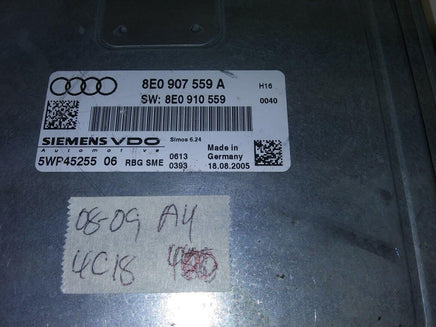 8E0 907 559 A H16
SW: 8E0 910 559 0040
SIEMENS VDO Simos 6.24
Automotive
5WP45255 06 RBG SME 0613 0393 Made in Germany 18.08.2005
08-09 A4
4C18